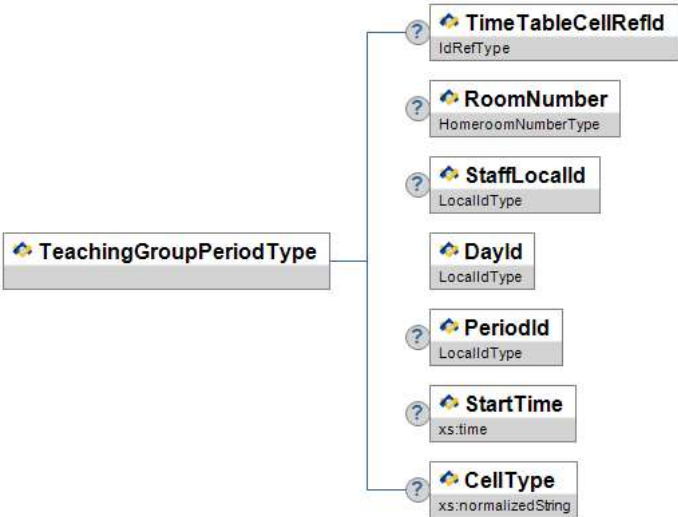 ?
TimeTableCellRefId
IdRefType
?
RoomNumber
HomeroomNumberType
?
StaffLocalId
LocalIdType
TeachingGroupPeriodType
DayId
LocalIdType
?
PeriodId
LocalIdType
?
StartTime
xs:time
?
CellType
xs:normalizedString